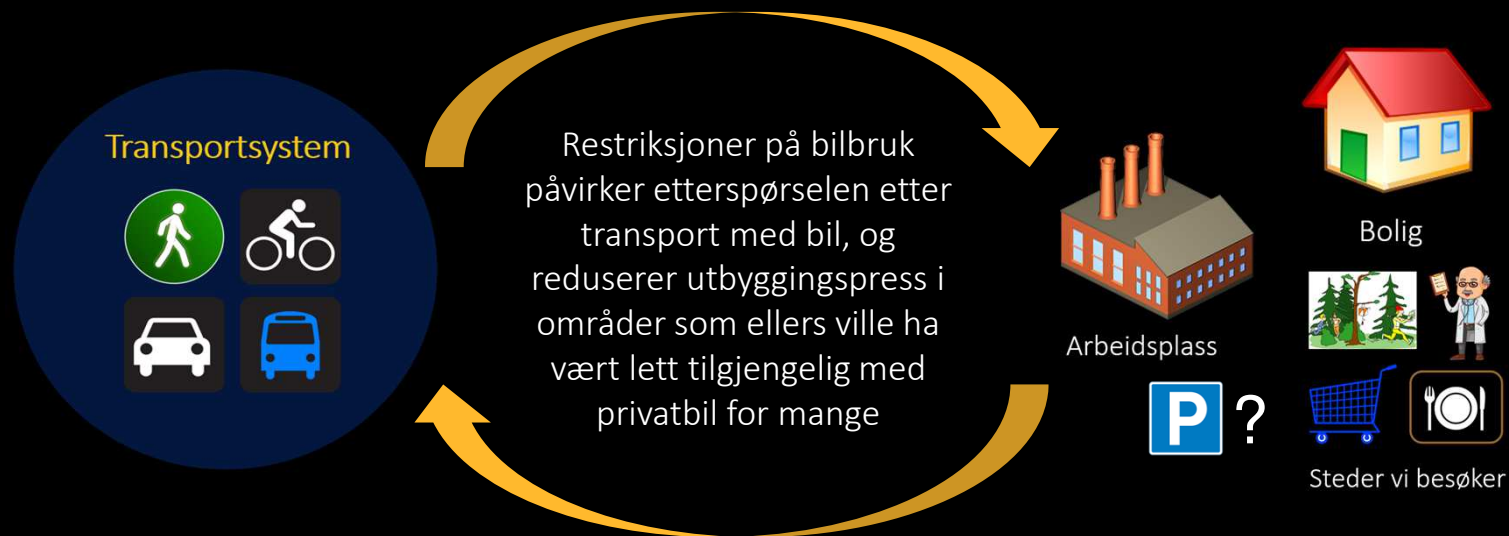 Transportsystem
Restriksjoner på bilbruk
påvirker etterspørselen etter
transport med bil, og
reduserer utbyggingspress i
områder som ellers ville ha
vært lett tilgjengelig med
privatbil for mange
Arbeidsplass
P ?
Bolig
Steder vi besøker